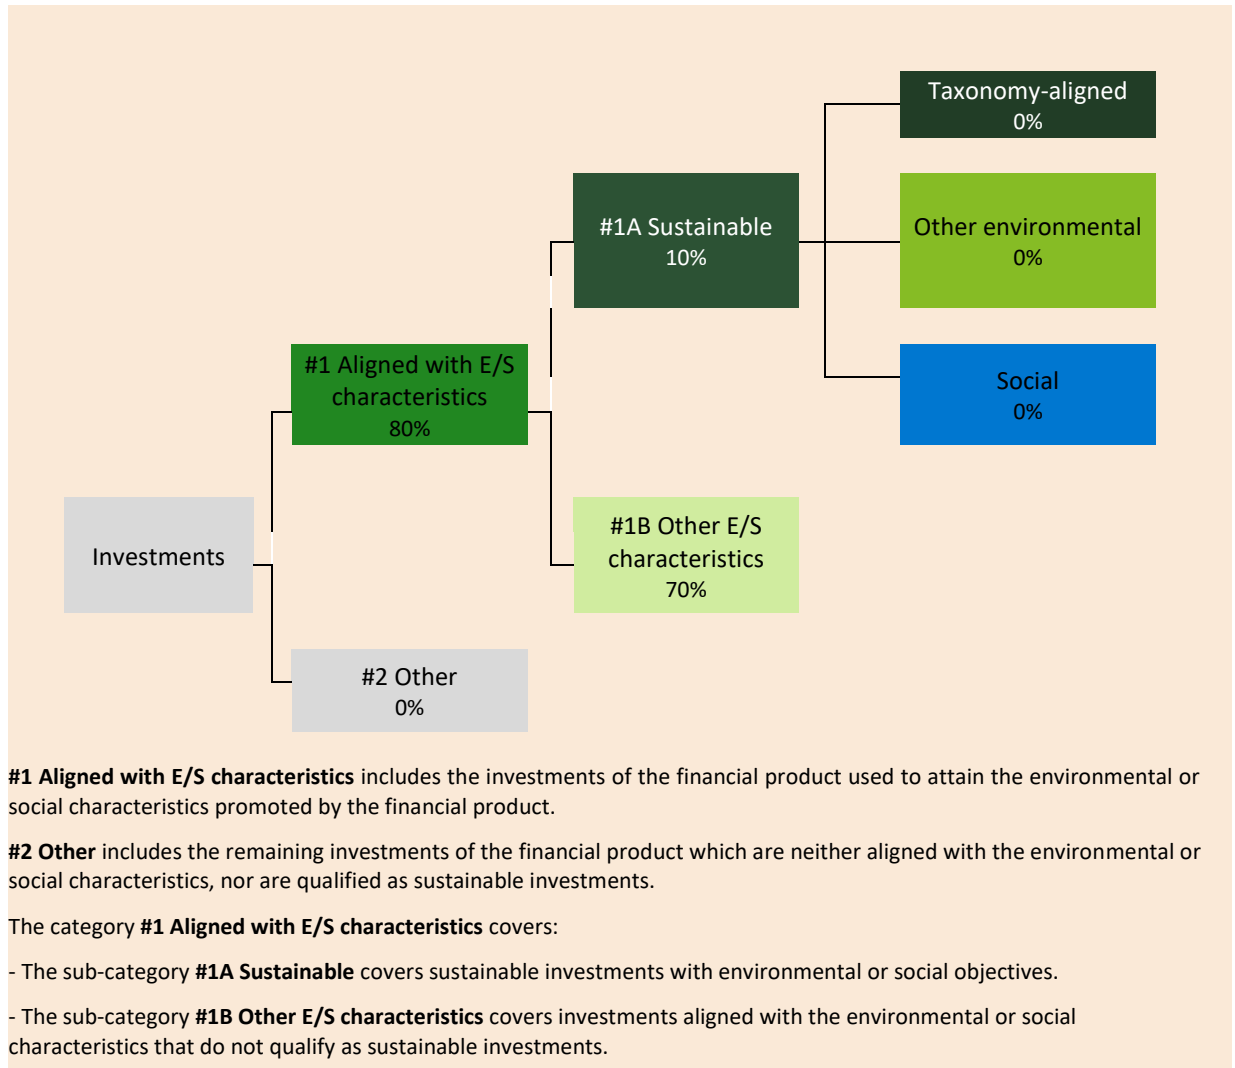 Taxonomy-aligned
0%
#1A Sustainable
10%
Other environmental
0%
#1 Aligned with E/S
characteristics
80%
Social
0%
Investments
#1B Other E/S
characteristics
70%
#2 Other
0%
#1 Aligned with E/S characteristics includes the investments of the financial product used to attain the environmental or
social characteristics promoted by the financial product.
#2 Other includes the remaining investments of the financial product which are neither aligned with the environmental or
social characteristics, nor are qualified as sustainable investments.
The category #1 Aligned with E/S characteristics covers:
- The sub-category #1A Sustainable covers sustainable investments with environmental or social objectives.
- The sub-category #1B Other E/S characteristics covers investments aligned with the environmental or social
characteristics that do not qualify as sustainable investments.